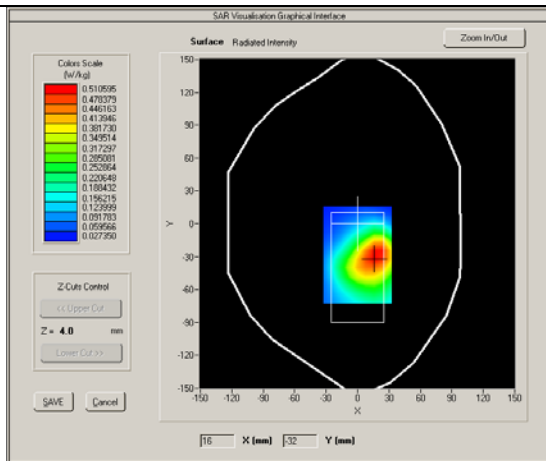 SAR Visualisation Graphical Interface
Surface Radiated Intensity
Zoom In/Out
Colors Scale
(W/kg)
0.510595
0.478379
0.446163
0.413946
0.381730
0.349514
0.317297
0.285081
0.252864
0.220648
0.188432
0.156215
0.123999
0.091783
0.059566
0.027350
Z-Cuts Control
<< Upper Cut
Z = 4.0 mm
Lower Cut >>
SAVE Cancel
150
120
90
60
30
0
-30
-60
-90
-120
-150
Y
-150 -120 -90 -60 -30 0 30 60 90 120 150
X
16 X (mm) -32 Y (mm)